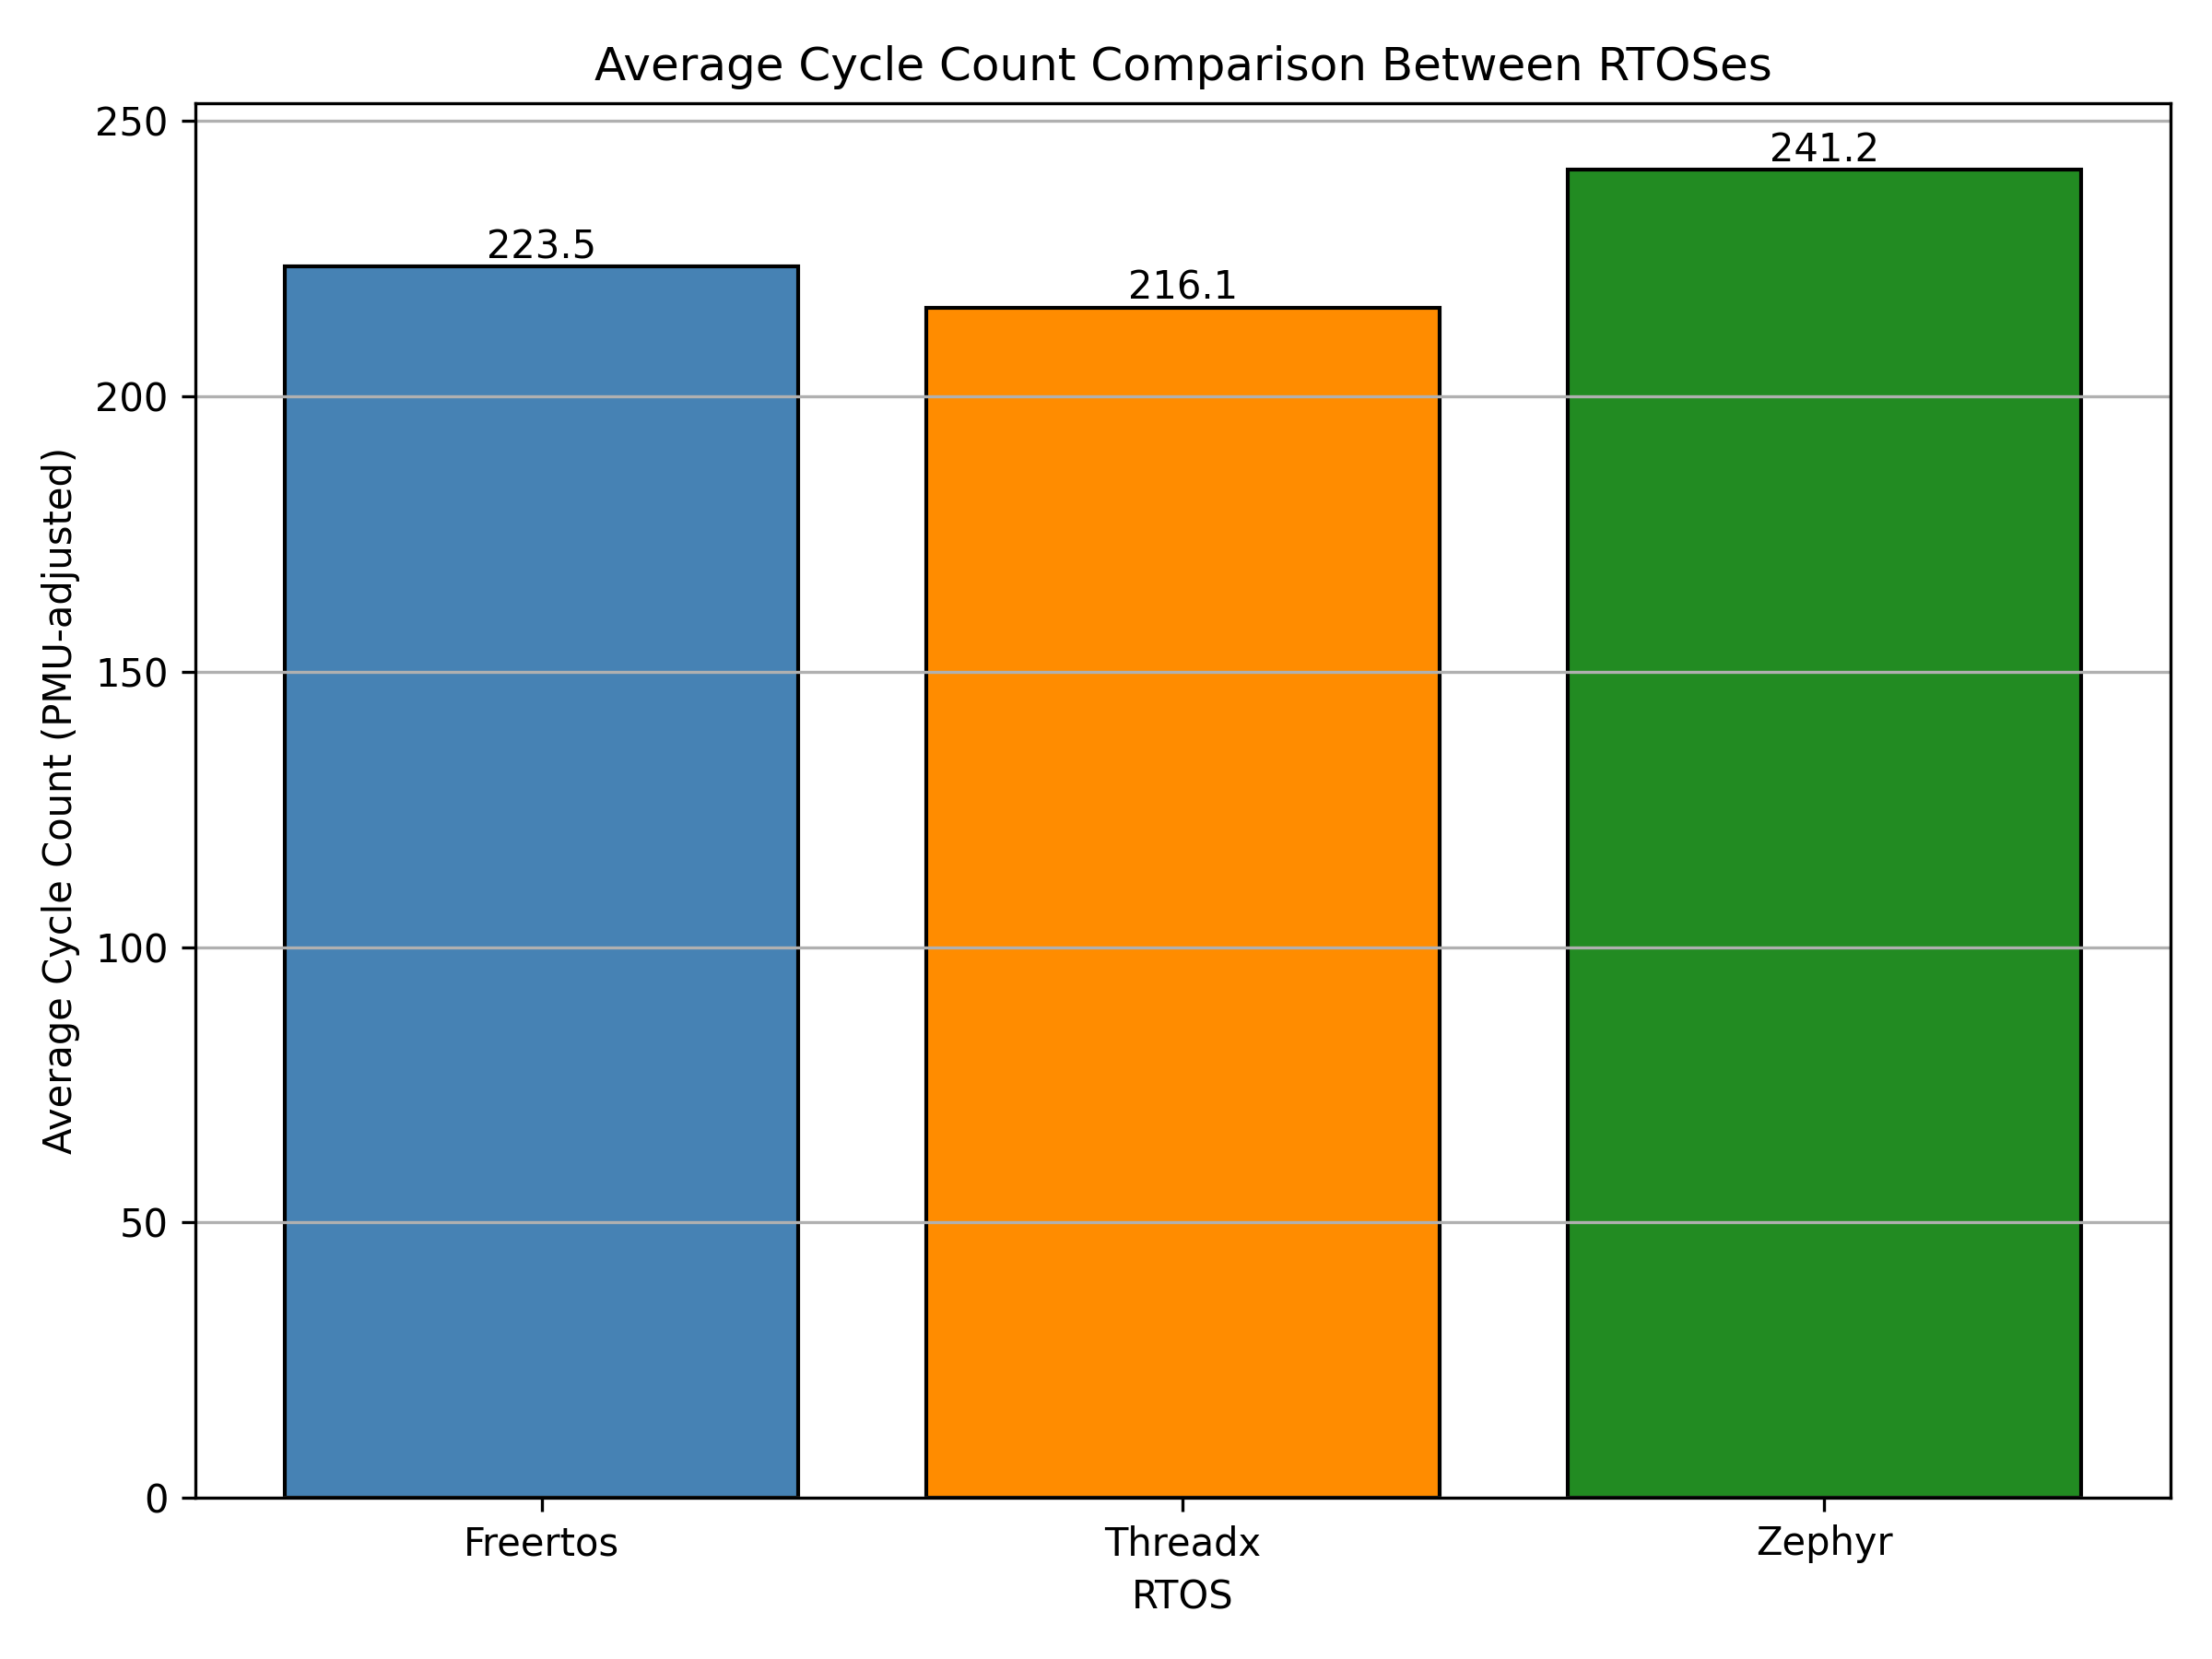 Average Cycle Count Comparison Between RTOSes
Average Cycle Count (PMU-adjusted)
250
200
150
100
50
0
223.5
216.1
241.2
Freertos
Threadx
Zephyr
RTOS